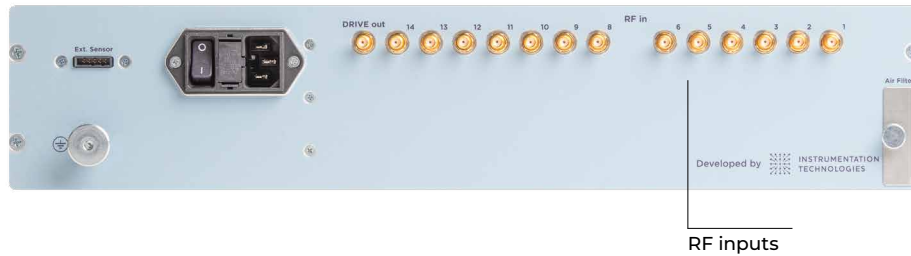 DRIVE out 14 13 12 11 10 9 8
RF in 6 5 4 3 2 1
Ext. Sensor
O
I
Air Filte
Developed by INSTRUMENTATION
TECHNOLOGIES
RF inputs